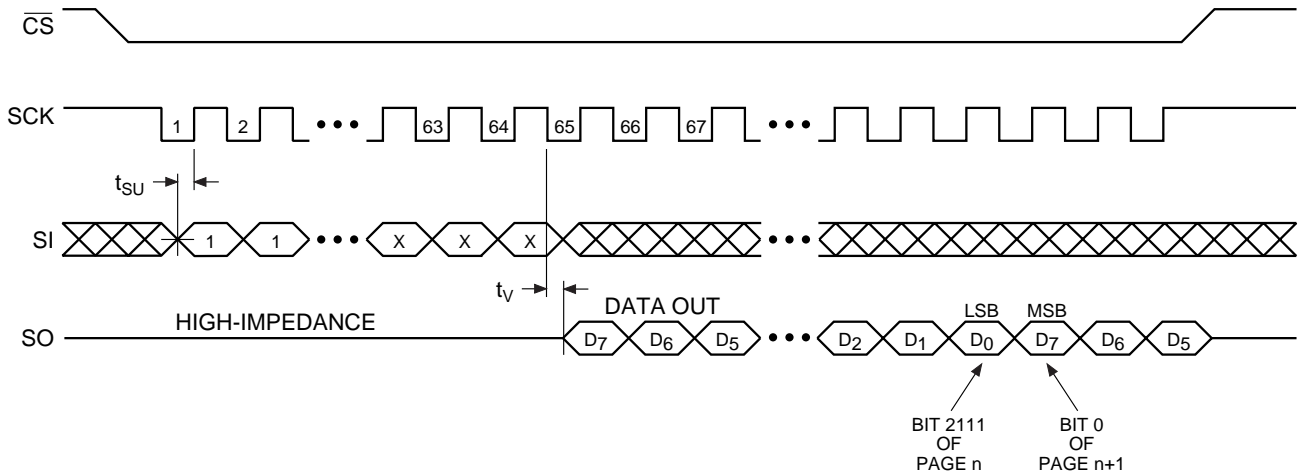 CS
SCK
1 2 ••• 63 64 65 66 67 •••
tSU
SI
1 1 ••• X X X •••
tV
HIGH-IMPEDANCE
DATA OUT
LSB MSB
SO
D7 D6 D5 ••• D2 D1 D0 D7 D6 D5
BIT 2111
OF
PAGE n
BIT 0
OF
PAGE n+1